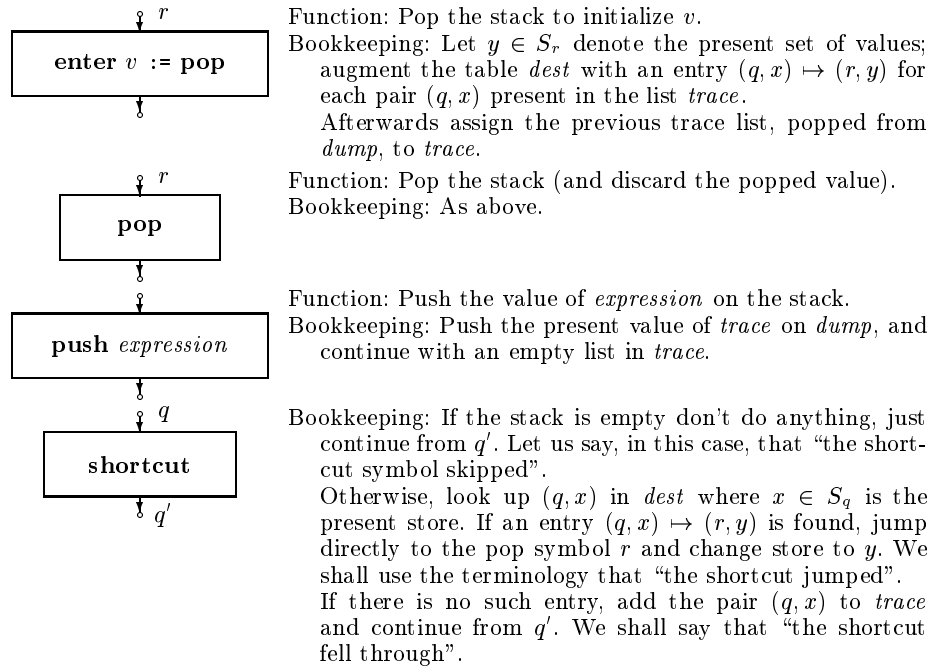 r
enter v := pop
Function: Pop the stack to initialize v.
Bookkeeping: Let y ∈ S_r denote the present set of values;
augment the table dest with an entry (q, x) ↦ (r, y) for
each pair (q, x) present in the list trace.
Afterwards assign the previous trace list, popped from
dump, to trace.
r
pop
Function: Pop the stack (and discard the popped value).
Bookkeeping: As above.
push expression
Function: Push the value of expression on the stack.
Bookkeeping: Push the present value of trace on dump, and
continue with an empty list in trace.
q
shortcut
q′
Bookkeeping: If the stack is empty don't do anything, just
continue from q′. Let us say, in this case, that “the short-
cut symbol skipped”.
Otherwise, look up (q, x) in dest where x ∈ S_q is the
present store. If an entry (q, x) ↦ (r, y) is found, jump
directly to the pop symbol r and change store to y. We
shall use the terminology that “the shortcut jumped”.
If there is no such entry, add the pair (q, x) to trace
and continue from q′. We shall say that “the shortcut
fell through”.